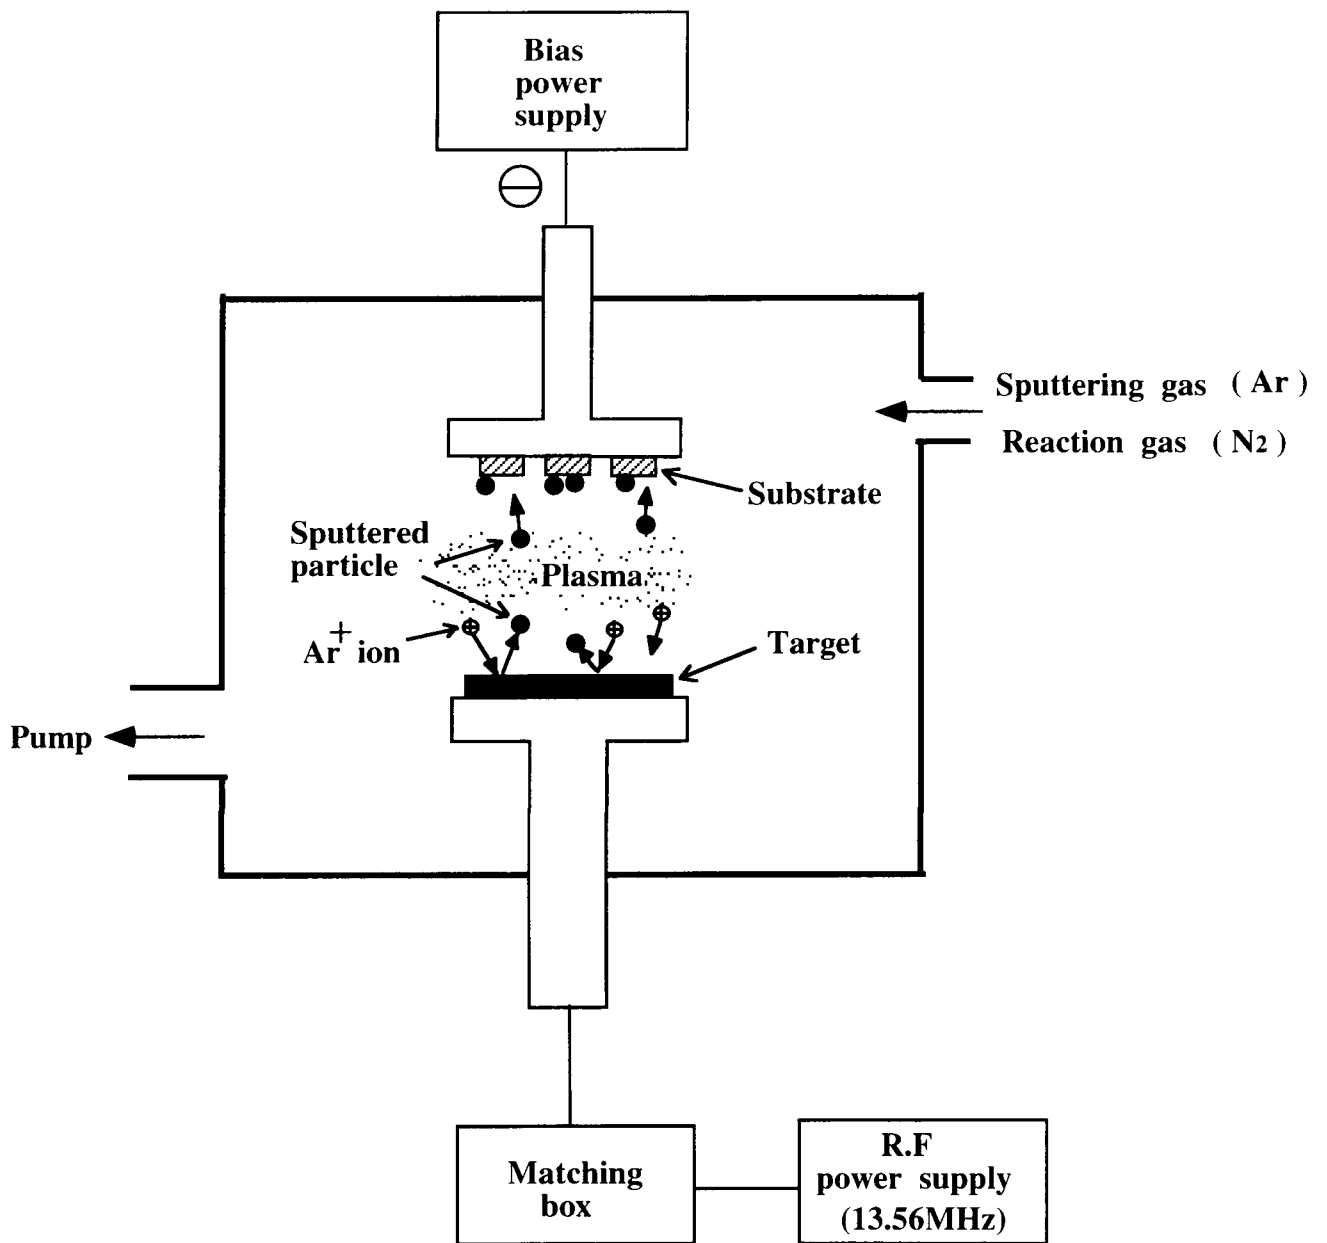 Bias
power
supply
Sputtering gas ( Ar )
Reaction gas ( N2 )
Substrate
Sputtered
particle
Plasma
Ar+ ion
Target
Pump
Matching
box
R.F
power supply
(13.56MHz)